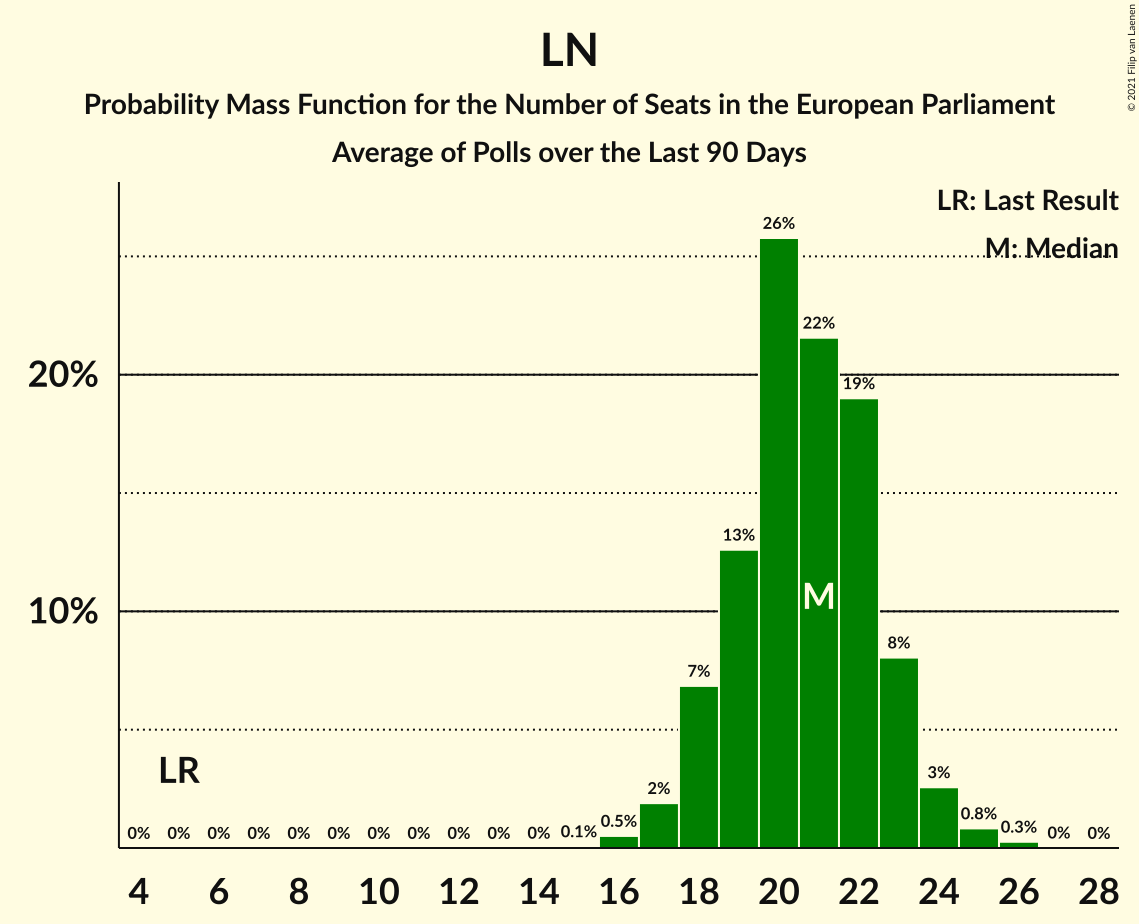 LN
Probability Mass Function for the Number of Seats in the European Parliament
Average of Polls over the Last 90 Days
© 2021 Filip van Laenen
LR: Last Result
M: Median
26%
22%
20%
19%
13%
M
10%
8%
7%
LR
3%
2%
0% 0% 0% 0% 0% 0% 0% 0% 0% 0% 0% 0.1% 0.5% 0.8% 0.3% 0% 0%
4 6 8 10 12 14 16 18 20 22 24 26 28